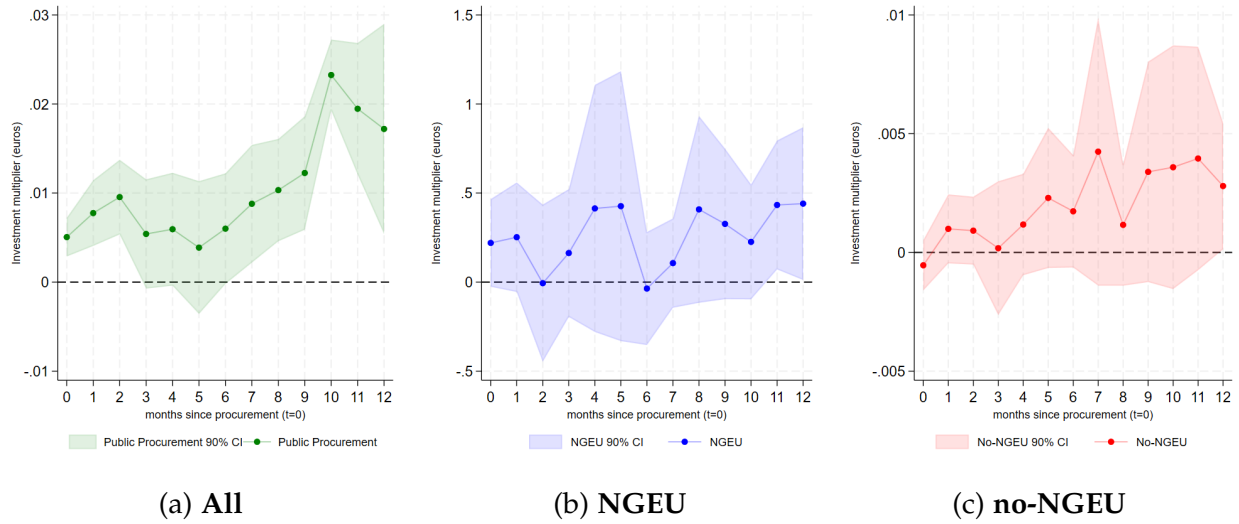 .03
.02
.01
0
-.01
Investment multiplier (euros)
0 1 2 3 4 5 6 7 8 9 10 11 12
months since procurement (t=0)
Public Procurement 90% CI Public Procurement
(a) All
1.5
1
.5
0
-.5
Investment multiplier (euros)
0 1 2 3 4 5 6 7 8 9 10 11 12
months since procurement (t=0)
NGEU 90% CI NGEU
(b) NGEU
.01
.005
0
-.005
Investment multiplier (euros)
0 1 2 3 4 5 6 7 8 9 10 11 12
months since procurement (t=0)
No-NGEU 90% CI No-NGEU
(c) no-NGEU